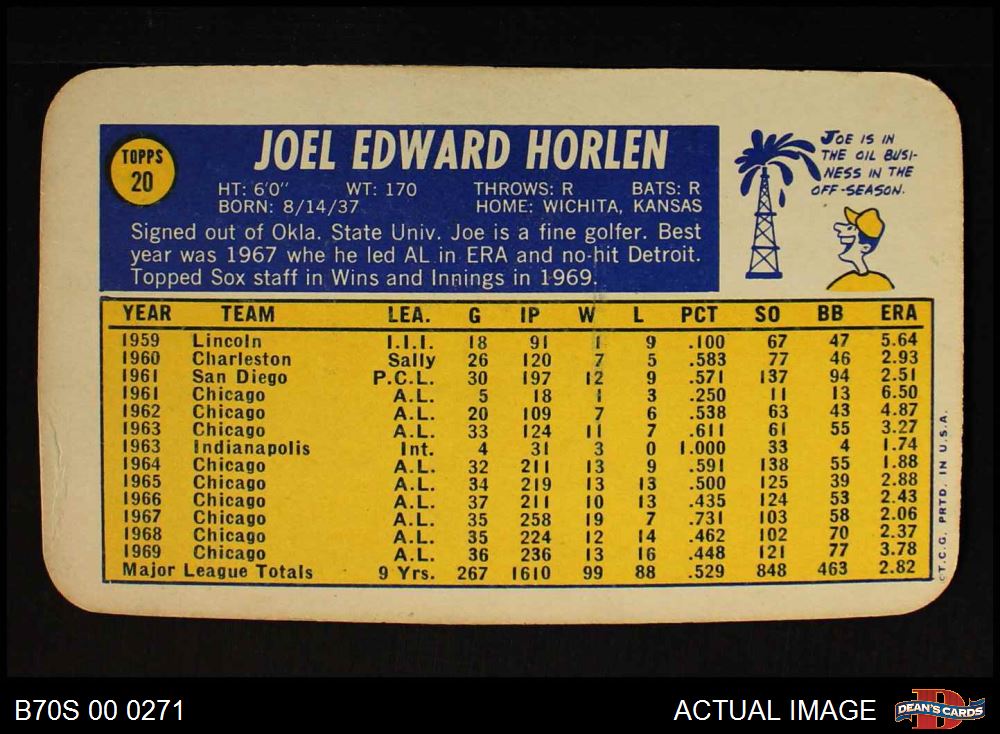 TOPPS
20
JOEL EDWARD HORLEN
HT: 6'0" WT: 170 THROWS: R BATS: R
BORN: 8/14/37 HOME: WICHITA, KANSAS
Signed out of Okla. State Univ. Joe is a fine golfer. Best
year was 1967 whe he led AL in ERA and no-hit Detroit.
Topped Sox staff in Wins and Innings in 1969.
JOE IS IN
THE OIL BUSI-
NESS IN THE
OFF-SEASON.
YEAR TEAM LEA. G IP W L PCT SO BB ERA
1959 Lincoln I.I.I. 18 91 1 9 .100 67 47 5.64
1960 Charleston Sally 26 120 7 5 .583 77 46 2.93
1961 San Diego P.C.L. 30 197 12 9 .571 137 94 2.51
1961 Chicago A.L. 5 18 1 3 .250 11 13 6.50
1962 Chicago A.L. 20 109 7 6 .538 63 43 4.87
1963 Chicago A.L. 33 124 11 7 .611 61 55 3.27
1963 Indianapolis Int. 4 31 3 0 1.000 33 4 1.74
1964 Chicago A.L. 32 211 13 9 .591 138 55 1.88
1965 Chicago A.L. 34 219 13 13 .500 125 39 2.88
1966 Chicago A.L. 37 211 10 13 .435 124 53 2.43
1967 Chicago A.L. 35 258 19 7 .731 103 58 2.06
1968 Chicago A.L. 35 224 12 14 .462 102 70 2.37
1969 Chicago A.L. 36 236 13 16 .448 121 77 3.78
Major League Totals 9 Yrs. 267 1610 99 88 .529 848 463 2.82
©T.C.G. PRTD. IN U.S.A.
B70S 00 0271
ACTUAL IMAGE
DEAN'S CARDS